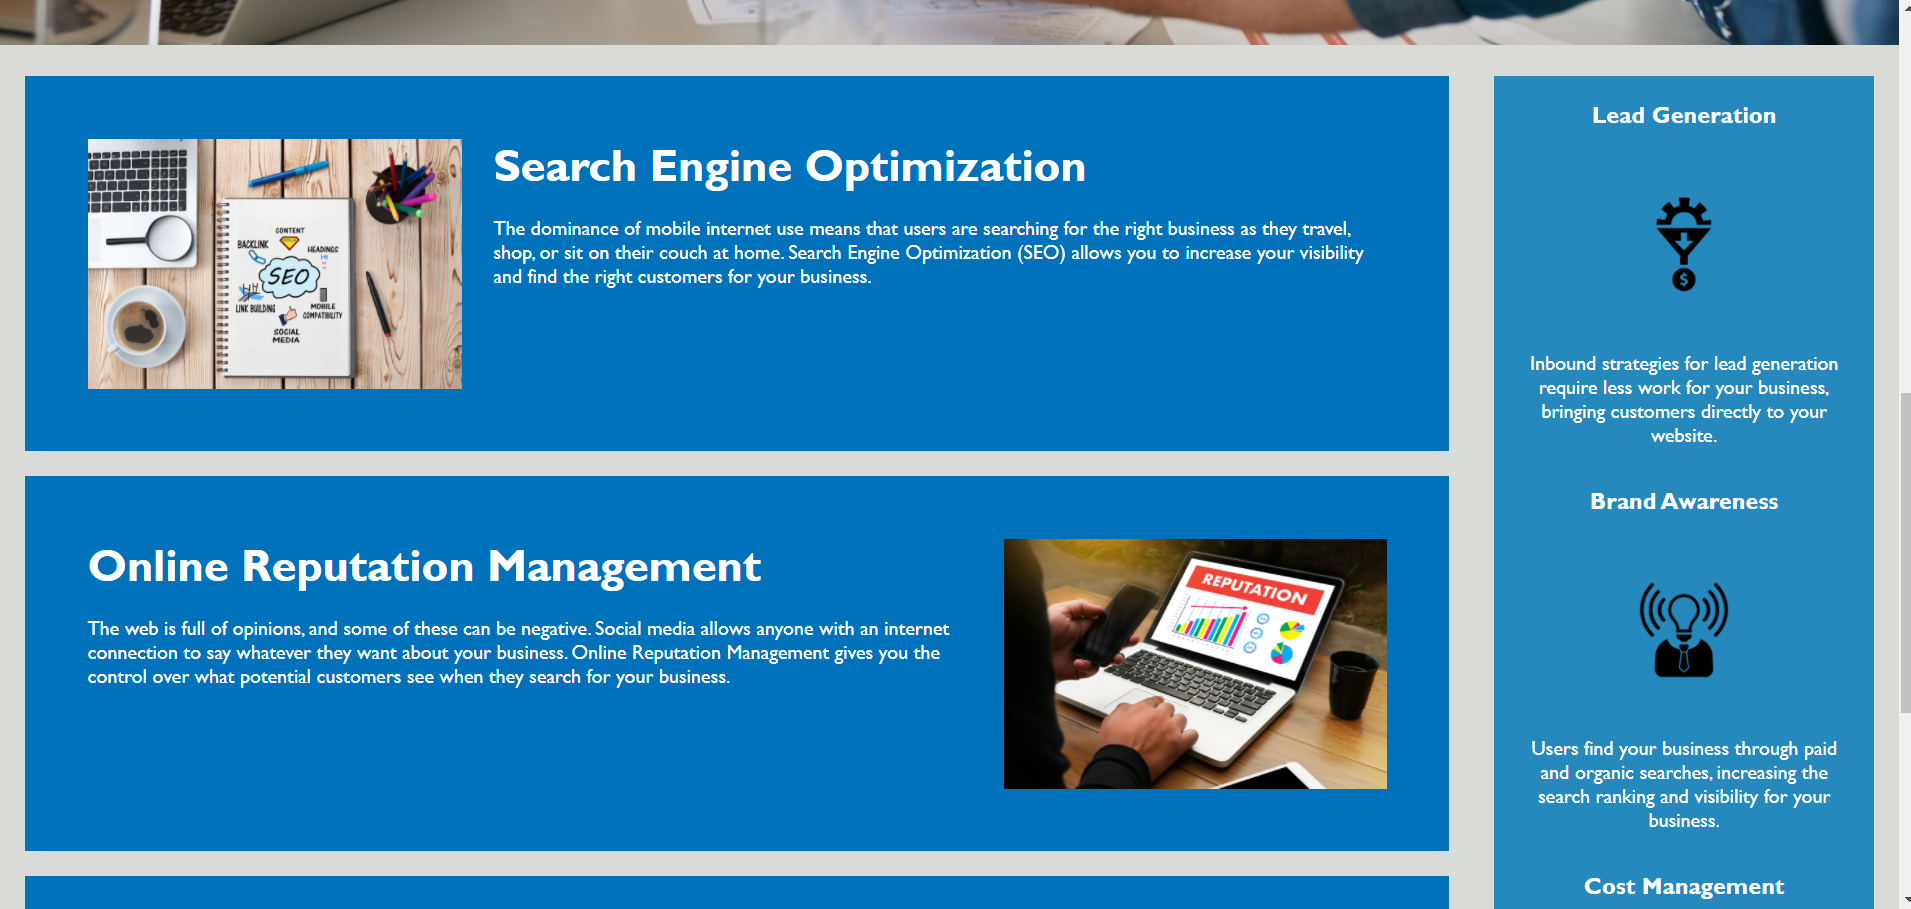 Search Engine Optimization
The dominance of mobile internet use means that users are searching for the right business as they travel,
shop, or sit on their couch at home. Search Engine Optimization (SEO) allows you to increase your visibility
and find the right customers for your business.
CONTENT
BACKLINK
HEADINGS
SEO
LINK BUILDING
MOBILE
COMPATIBILITY
SOCIAL
MEDIA
Online Reputation Management
The web is full of opinions, and some of these can be negative. Social media allows anyone with an internet
connection to say whatever they want about your business. Online Reputation Management gives you the
control over what potential customers see when they search for your business.
REPUTATION
Lead Generation
$
Inbound strategies for lead generation
require less work for your business,
bringing customers directly to your
website.
Brand Awareness
Users find your business through paid
and organic searches, increasing the
search ranking and visibility for your
business.
Cost Management